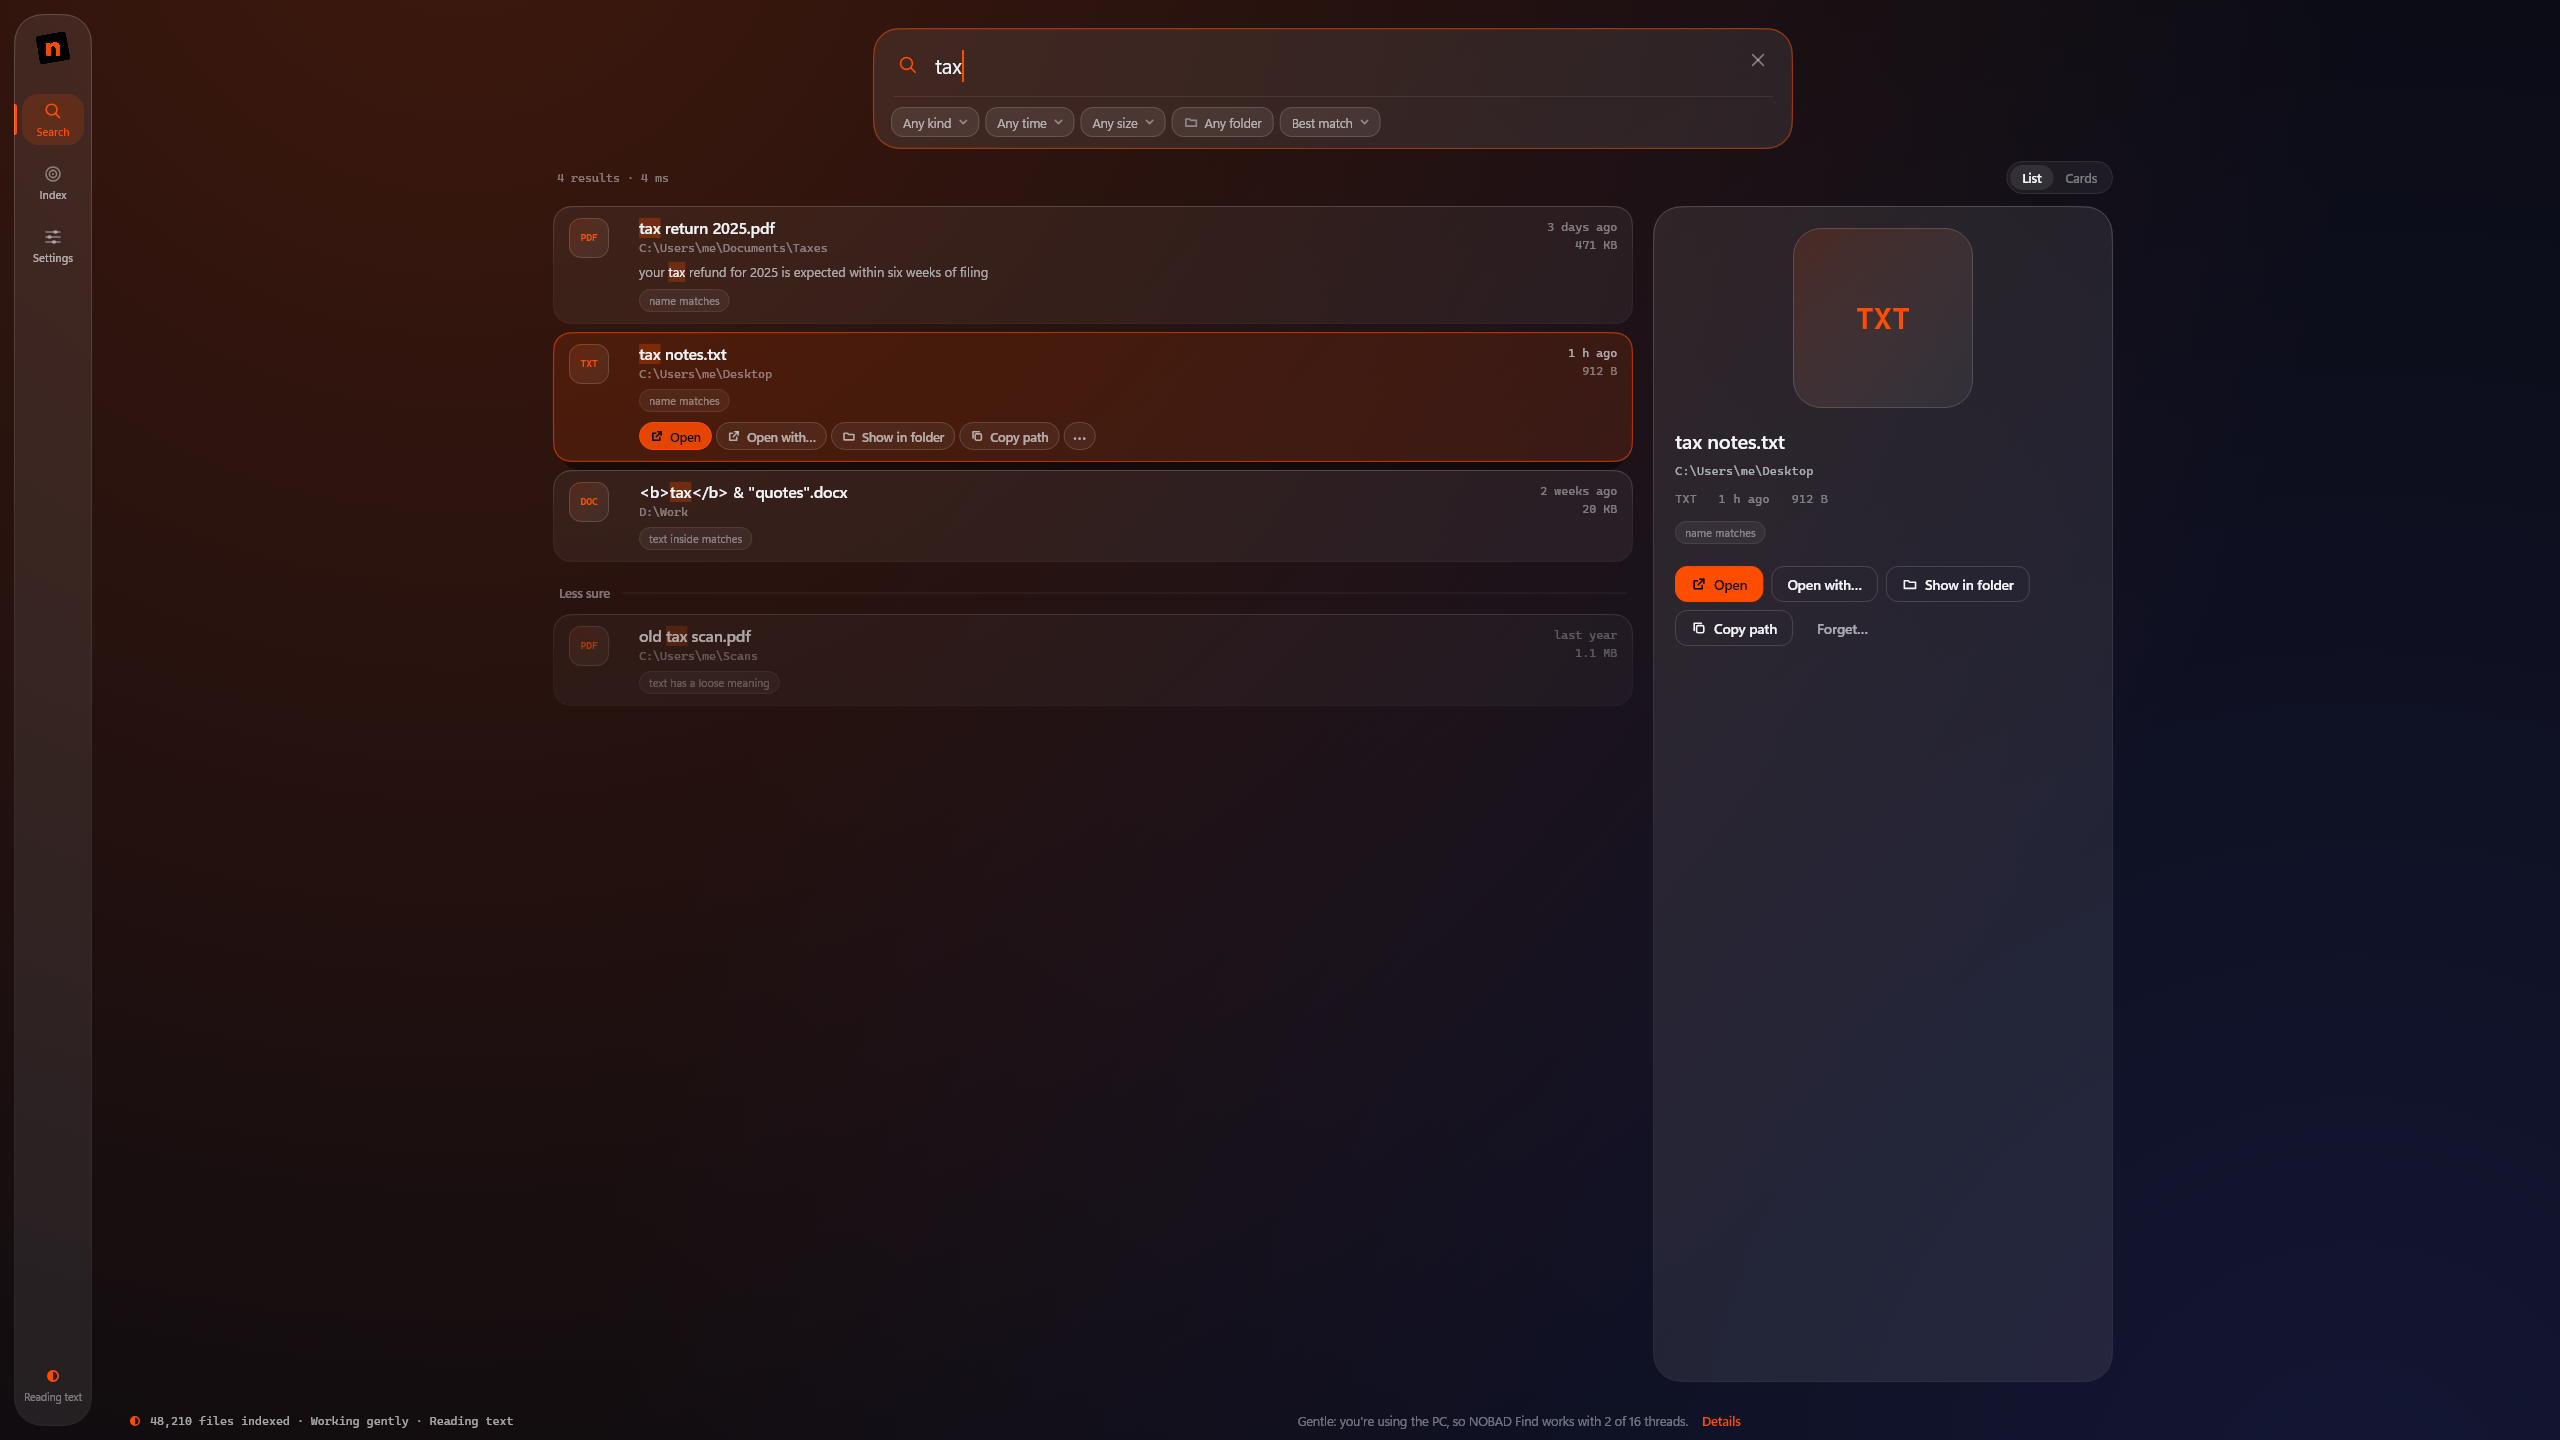 n
tax
Search
Any kind Any time Any size Any folder Best match
Index
4 results · 4 ms
List Cards
Settings
PDF
tax return 2025.pdf
3 days ago
C:\Users\me\Documents\Taxes
471 KB
your tax refund for 2025 is expected within six weeks of filing
name matches
TXT
tax notes.txt
1 h ago
C:\Users\me\Desktop
912 B
name matches
Open Open with... Show in folder Copy path ...
DOC
<b>tax</b> & "quotes".docx
2 weeks ago
D:\Work
20 KB
text inside matches
Less sure
PDF
old tax scan.pdf
last year
C:\Users\me\Scans
1.1 MB
text has a loose meaning
TXT
tax notes.txt
C:\Users\me\Desktop
TXT 1 h ago 912 B
name matches
Open Open with... Show in folder
Copy path Forget...
Reading text
48,210 files indexed · Working gently · Reading text
Gentle: you're using the PC, so NOBAD Find works with 2 of 16 threads. Details